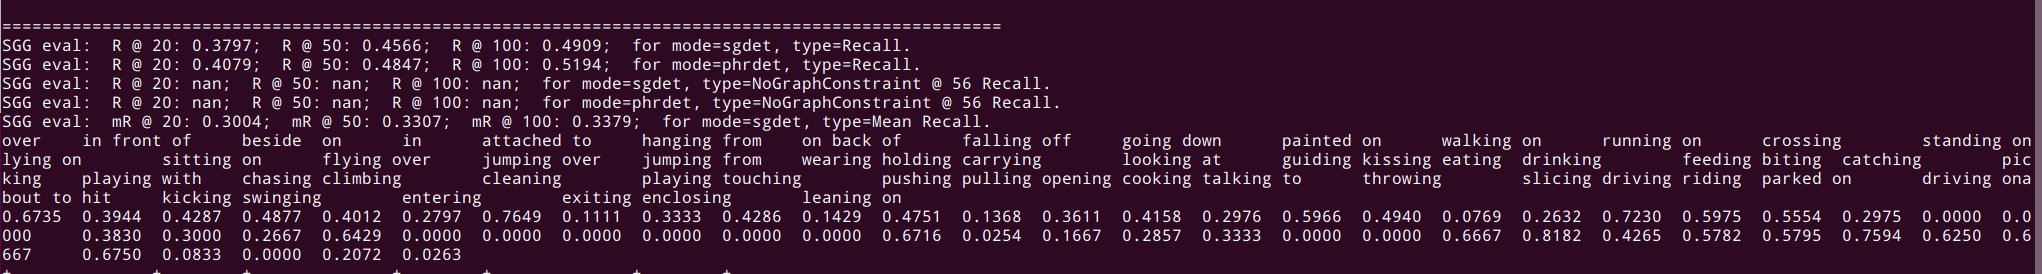 ====================================================================================================
SGG eval:  R @ 20: 0.3797;  R @ 50: 0.4566;  R @ 100: 0.4909;  for mode=sgdet, type=Recall.
SGG eval:  R @ 20: 0.4079;  R @ 50: 0.4847;  R @ 100: 0.5194;  for mode=phrdet, type=Recall.
SGG eval:  R @ 20: nan;  R @ 50: nan;  R @ 100: nan;  for mode=sgdet, type=NoGraphConstraint @ 56 Recall.
SGG eval:  R @ 20: nan;  R @ 50: nan;  R @ 100: nan;  for mode=phrdet, type=NoGraphConstraint @ 56 Recall.
SGG eval:  mR @ 20: 0.3004;  mR @ 50: 0.3307;  mR @ 100: 0.3379;  for mode=sgdet, type=Mean Recall.
over    in front of     beside  on      in      attached to     hanging from    on back of      falling off     going down      painted on      walking on      running on      crossing        standing on
lying on        sitting on      flying over     jumping over    jumping from    wearing holding carrying        looking at      guiding kissing eating  drinking        feeding biting  catching        pic
king    playing with    chasing climbing        cleaning        playing touching        pushing pulling opening cooking talking to      throwing        slicing driving riding  parked on       driving ona
bout to hit     kicking swinging        entering        exiting enclosing       leaning on
0.6735  0.3944  0.4287  0.4877  0.4012  0.2797  0.7649  0.1111  0.3333  0.4286  0.1429  0.4751  0.1368  0.3611  0.4158  0.2976  0.5966  0.4940  0.0769  0.2632  0.7230  0.5975  0.5554  0.2975  0.0000  0.0
000     0.3830  0.3000  0.2667  0.6429  0.0000  0.0000  0.0000  0.0000  0.0000  0.0000  0.6716  0.0254  0.1667  0.2857  0.3333  0.0000  0.0000  0.6667  0.8182  0.4265  0.5782  0.5795  0.7594  0.6250  0.6
667     0.6750  0.0833  0.0000  0.2072  0.0263